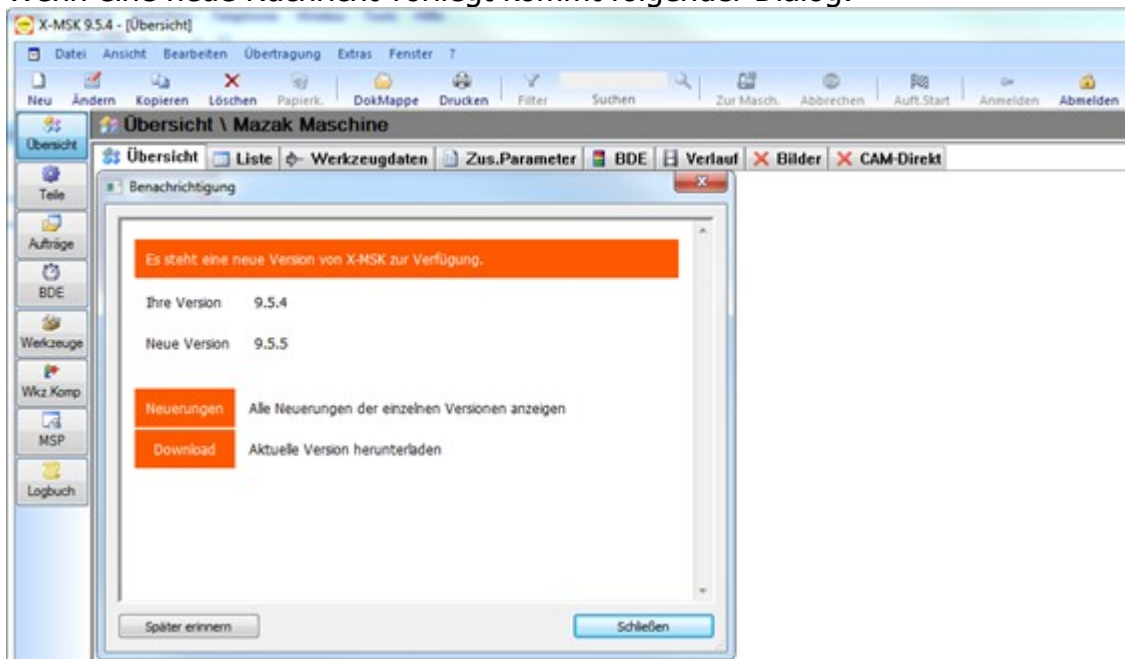 Wenn eine neue Nachricht vorliegt kommt folgender Dialog:
X-MSK 9.5.4 - [Übersicht]
Datei Ansicht Bearbeiten Übertragung Extras Fenster ?
Neu Ändern Kopieren Löschen Papierk. DokMappe Drucken Filter Suchen Zur Masch. Abbrechen Auft.Start Anmelden Abmelden
Übersicht
Übersicht \ Mazak Maschine
Übersicht Liste Werkzeugdaten Zus.Parameter BDE Verlauf Bilder CAM-Direkt
Teile
Aufträge
BDE
Werkzeuge
Wkz.Komp
MSP
Logbuch
Benachrichtigung
Es steht eine neue Version von X-MSK zur Verfügung.
Ihre Version 9.5.4
Neue Version 9.5.5
Neuerungen Alle Neuerungen der einzelnen Versionen anzeigen
Download Aktuelle Version herunterladen
Später erinnern Schließen